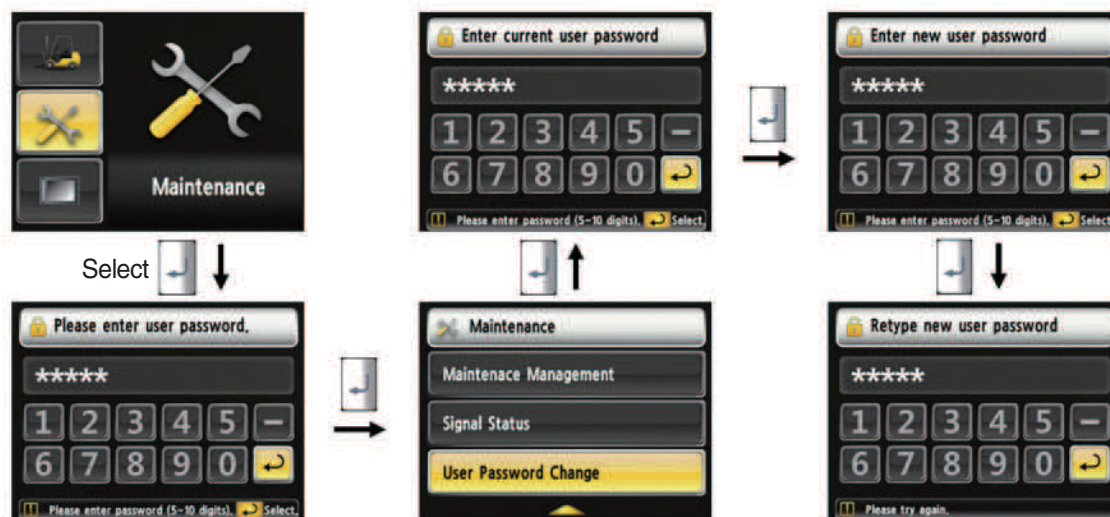 Maintenance
Select
Please enter user password.
*****
1 2 3 4 5 -
6 7 8 9 0
Please enter password (5-10 digits). Select.
Maintenance
Maintenace Management
Signal Status
User Password Change
Enter current user password
*****
1 2 3 4 5 -
6 7 8 9 0
Please enter password (5-10 digits). Select.
Enter new user password
*****
1 2 3 4 5 -
6 7 8 9 0
Please enter password (5-10 digits). Select
Retype new user password
*****
1 2 3 4 5 -
6 7 8 9 0
Please try again.